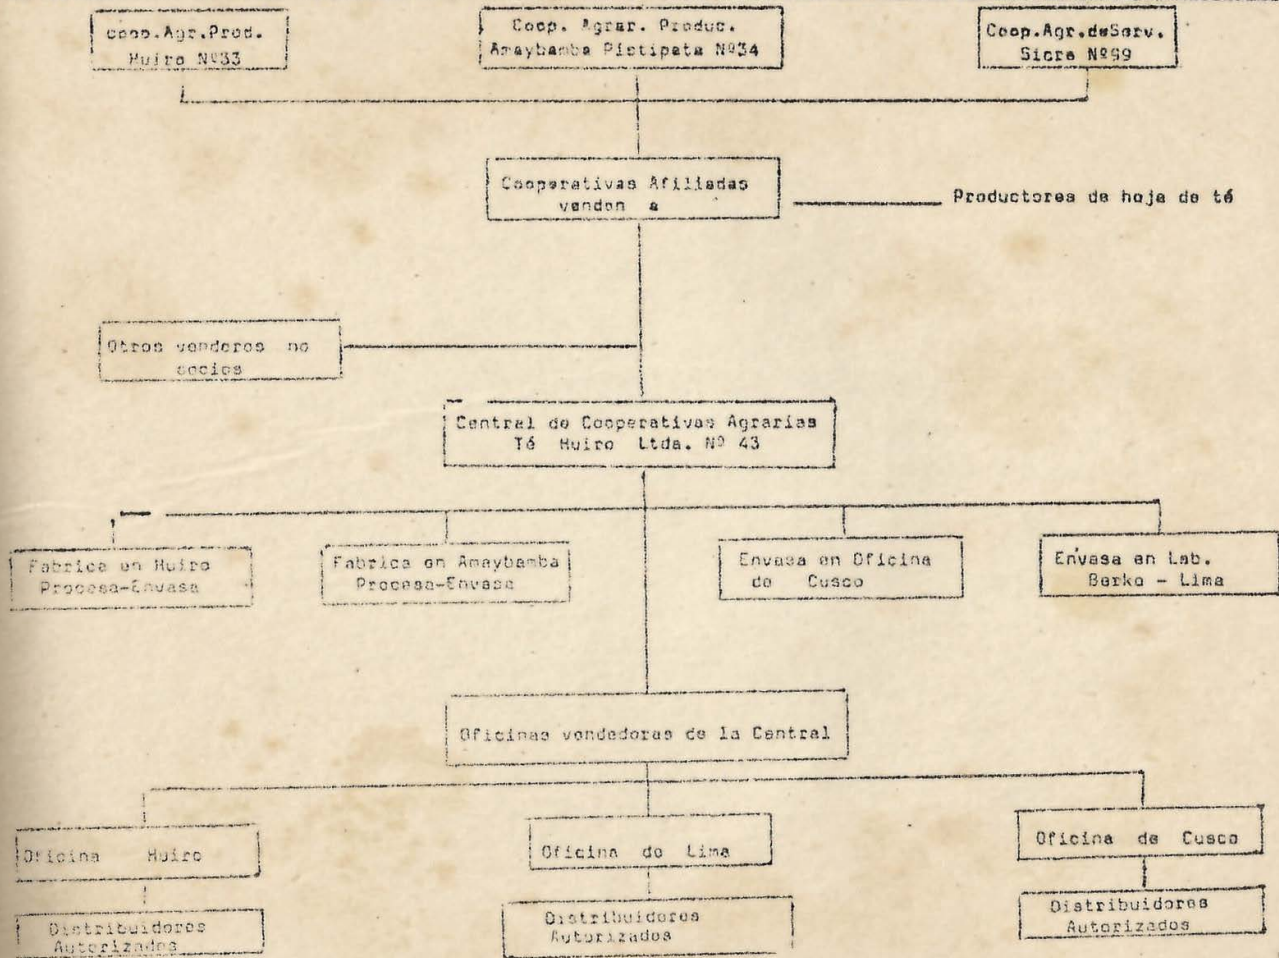 Coop.Agr.Prod.
Huiro Nº33
Coop. Agrar. Produc.
Amaybamba Pistipata Nº34
Coop.Agr.deServ.
Sicre Nº99
Cooperativas Afiliadas
venden a
Productores de hoja de té
Otros venderos no
socios
Central de Cooperativas Agrarias
Té Huiro Ltda. Nº 43
Fabrica en Huiro
Procesa-Envasa
Fabrica en Amaybamba
Procesa-Envasa
Envasa en Oficina
de Cusco
Envasa en Lab.
Berko - Lima
Oficinas vendedoras de la Central
Oficina Huiro
Oficina de Lima
Oficina de Cusco
Distribuidores
Autorizados
Distribuidores
Autorizados
Distribuidores
Autorizados